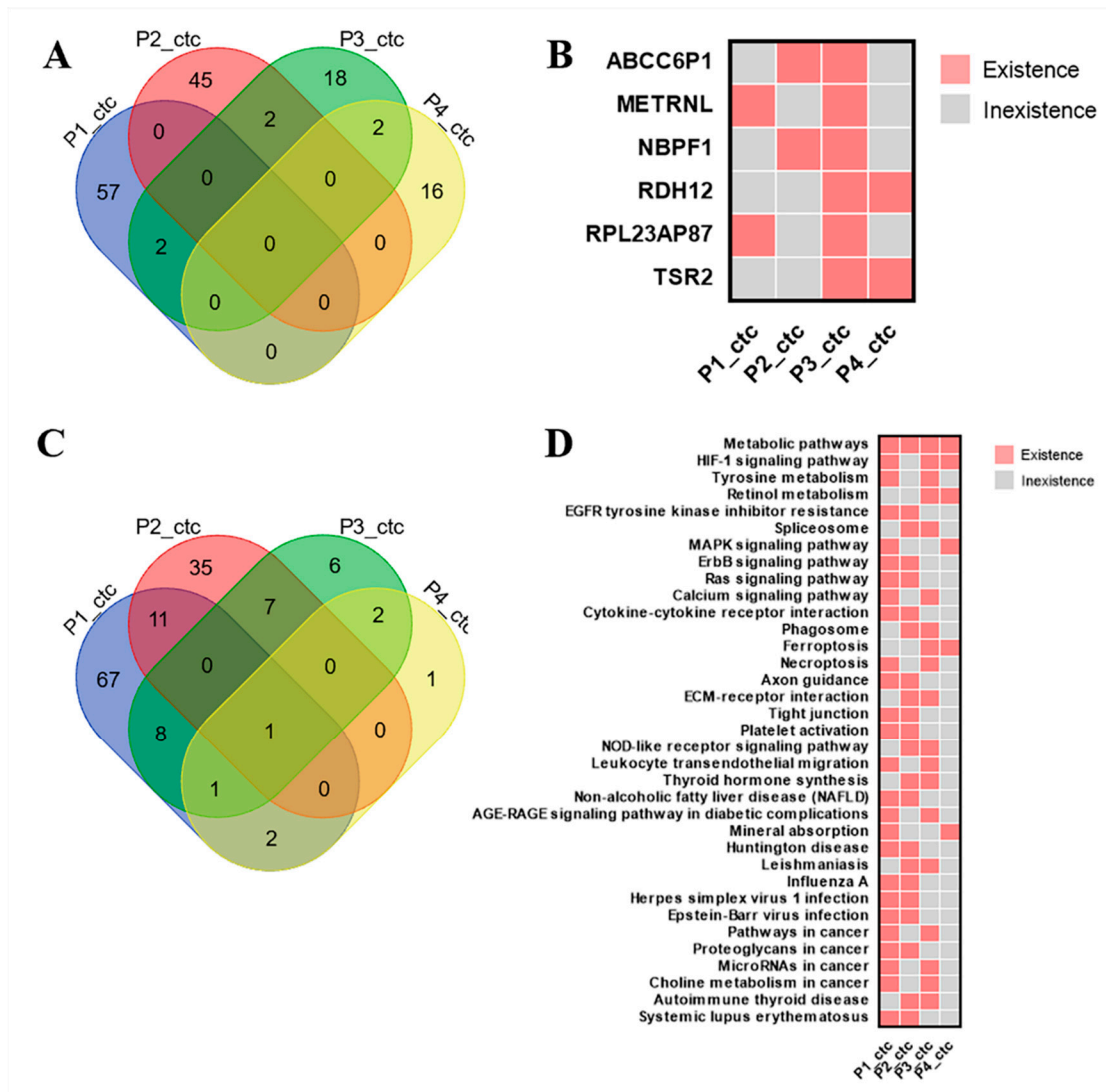 A
P1_ctc
P2_ctc
P3_ctc
P4_ctc
45
18
0
2
2
57
0
0
16
2
0
0
0
0
0
B
ABCC6P1
METRNL
NBPF1
RDH12
RPL23AP87
TSR2
P1_ctc
P2_ctc
P3_ctc
P4_ctc
Existence
Inexistence
C
P1_ctc
P2_ctc
P3_ctc
P4_ctc
35
6
11
7
2
67
0
0
1
8
1
0
1
0
2
D
Metabolic pathways
HIF-1 signaling pathway
Tyrosine metabolism
Retinol metabolism
EGFR tyrosine kinase inhibitor resistance
Spliceosome
MAPK signaling pathway
ErbB signaling pathway
Ras signaling pathway
Calcium signaling pathway
Cytokine-cytokine receptor interaction
Phagosome
Ferroptosis
Necroptosis
Axon guidance
ECM-receptor interaction
Tight junction
Platelet activation
NOD-like receptor signaling pathway
Leukocyte transendothelial migration
Thyroid hormone synthesis
Non-alcoholic fatty liver disease (NAFLD)
AGE-RAGE signaling pathway in diabetic complications
Mineral absorption
Huntington disease
Leishmaniasis
Influenza A
Herpes simplex virus 1 infection
Epstein-Barr virus infection
Pathways in cancer
Proteoglycans in cancer
MicroRNAs in cancer
Choline metabolism in cancer
Autoimmune thyroid disease
Systemic lupus erythematosus
P1_ctc
P2_ctc
P3_ctc
P4_ctc
Existence
Inexistence